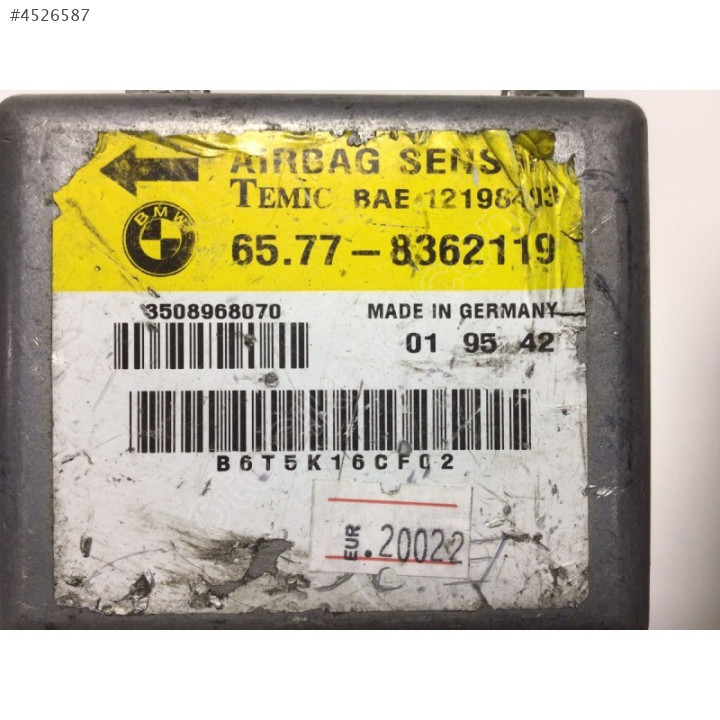 #4526587
AIRBAG SENS
TEMIC BAE 12198493
BMW
65.77-8362119
3508968070
MADE IN GERMANY
01 95 42
B6T5K16CF02
EUR
.20022